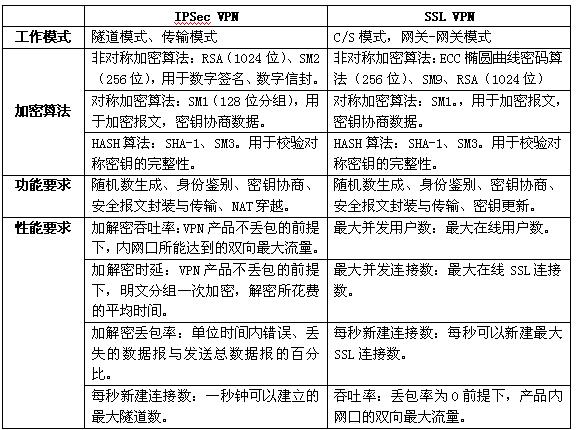 IPSec VPN SSL VPN
工作模式 隧道模式、传输模式 C/S模式，网关-网关模式
加密算法
非对称加密算法：RSA（1024 位）、SM2
（256 位），用于数字签名、数字信封。
非对称加密算法：ECC 椭圆曲线密码算
法（256 位）、SM9、RSA（1024 位）
对称加密算法：SM1（128 位分组），用
于加密报文，密钥协商数据。
对称加密算法：SM1。，用于加密报文，
密钥协商数据。
HASH 算法：SHA-1、SM3。用于校验对
称密钥的完整性。
HASH 算法：SHA-1、SM3。用于校验对
称密钥的完整性。
功能要求
随机数生成、身份鉴别、密钥协商、
安全报文封装与传输、NAT 穿越。
随机数生成、身份鉴别、密钥协商、
安全报文封装与传输、密钥更新。
性能要求
加解密吞吐率：VPN 产品不丢包的前提
下，内网口所能达到的双向最大流量。
最大并发用户数：最大在线用户数。
加解密时延：VPN 产品不丢包的前提
下，明文分组一次加密，解密所花费
的平均时间。
最大并发连接数：最大在线 SSL 连接
数。
加解密丢包率：单位时间内错误、丢
失的数据报与发送总数据报的百分
比。
每秒新建连接数：每秒可以新建最大
SSL 连接数。
每秒新建连接数：一秒钟可以建立的
最大隧道数。
吞吐率：丢包率为 0 前提下，产品内
网口的双向最大流量。